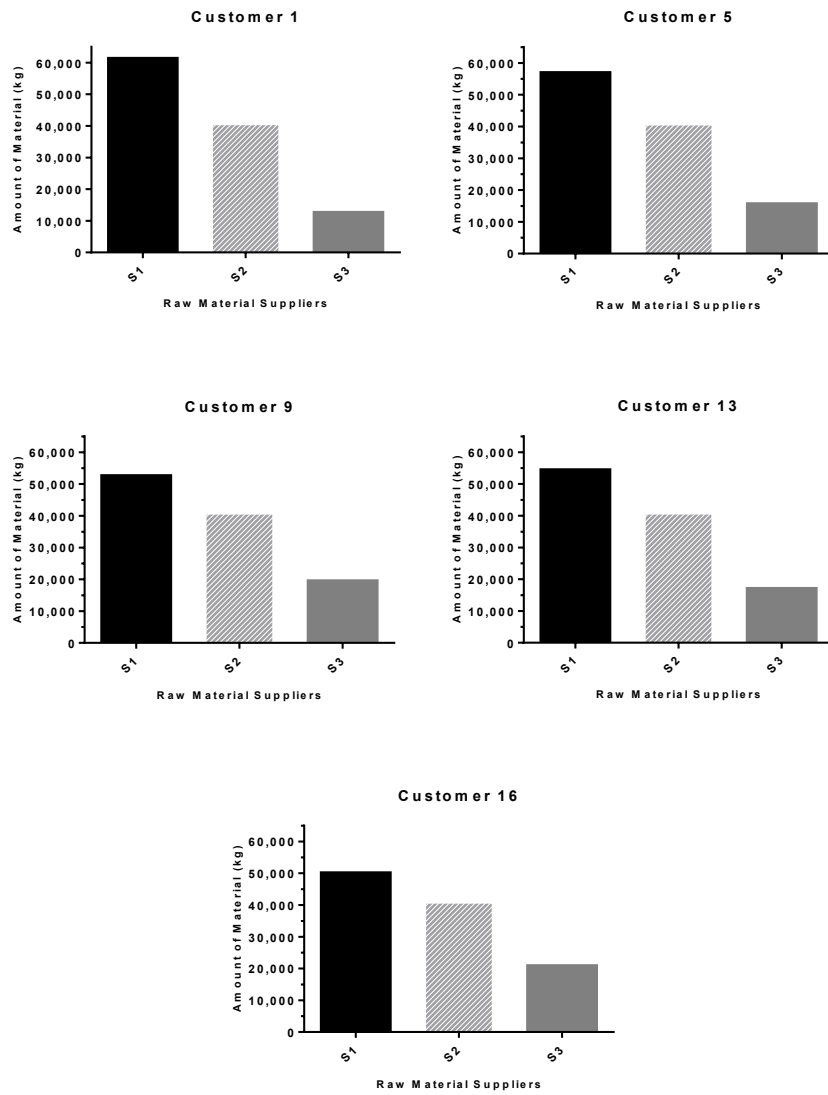 Customer 1
Amount of Material (kg)
60,000
50,000
40,000
30,000
20,000
10,000
0
S1 S2 S3
Raw Material Suppliers
Customer 5
Amount of Material (kg)
60,000
50,000
40,000
30,000
20,000
10,000
0
S1 S2 S3
Raw Material Suppliers
Customer 9
Amount of Material (kg)
60,000
50,000
40,000
30,000
20,000
10,000
0
S1 S2 S3
Raw Material Suppliers
Customer 13
Amount of Material (kg)
60,000
50,000
40,000
30,000
20,000
10,000
0
S1 S2 S3
Raw Material Suppliers
Customer 16
Amount of Material (kg)
60,000
50,000
40,000
30,000
20,000
10,000
0
S1 S2 S3
Raw Material Suppliers